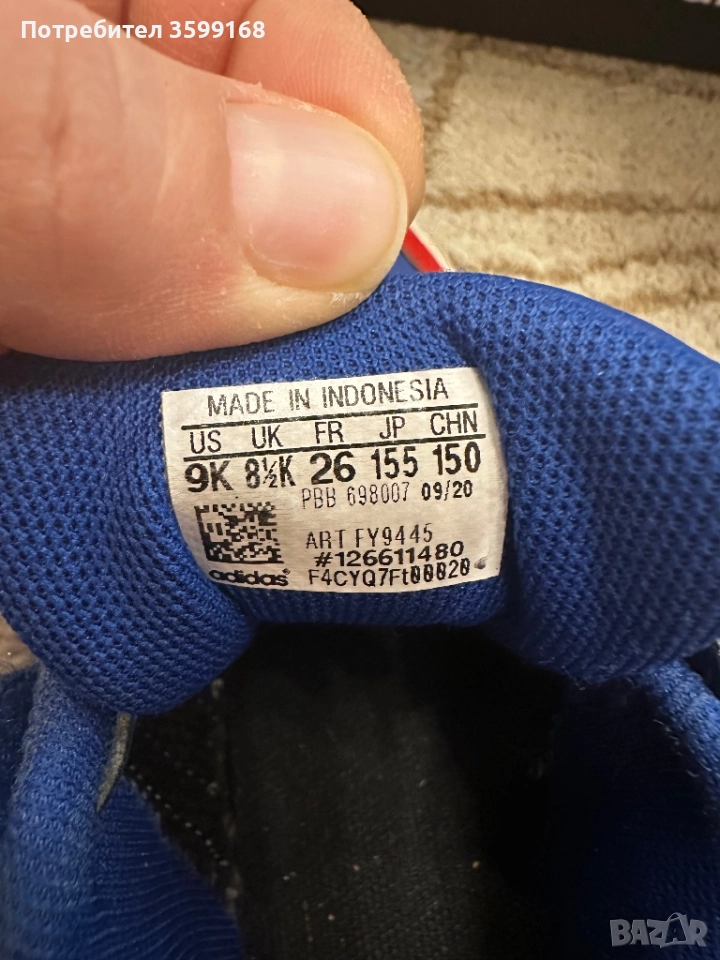 Потребител 3599168
MADE IN INDONESIA
US UK FR JP CHN
9K 8½K 26 155 150
PBB 698007 09/20
ART FY9445
#126611480
adidas F4CYQ7Ft00020
BAZAR